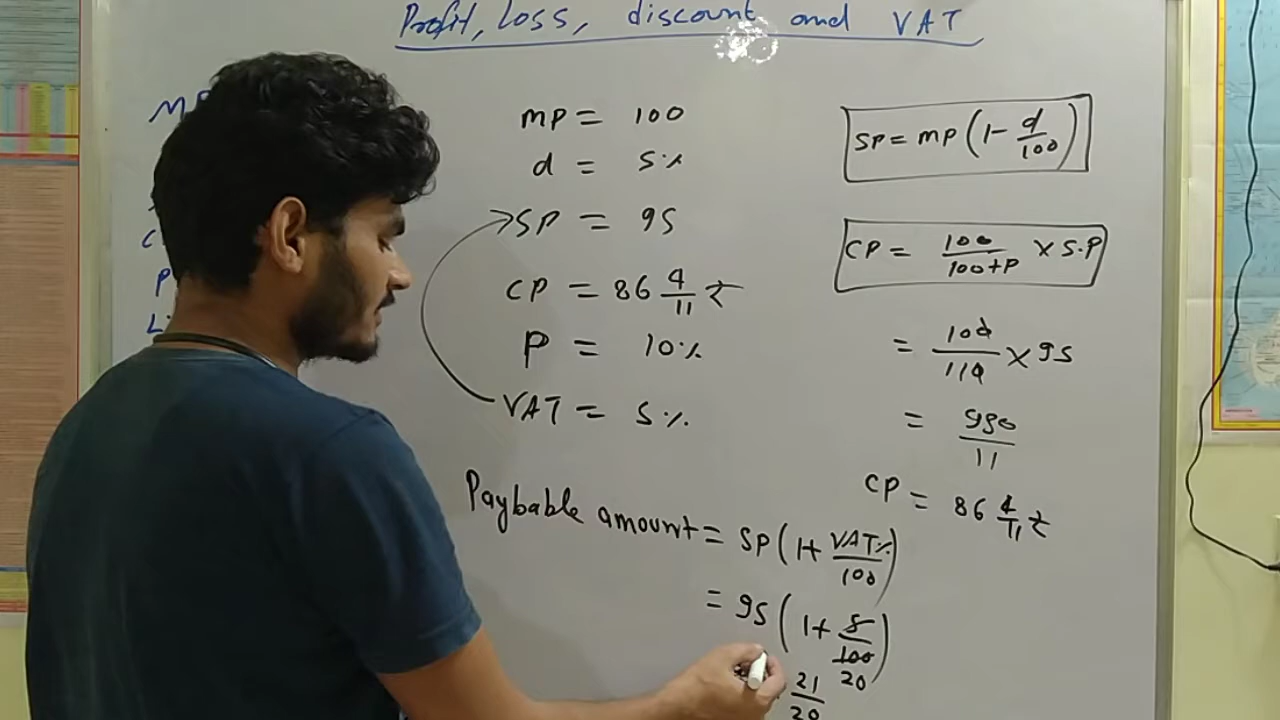 Profit, Loss, discount and VAT
MP
MP = 100
d = 5%
SP = 95
CP = 86 4/11 ₹
P = 10%
VAT = 5%
SP = MP (1 - d/100)
CP = 100/100+P × S.P
= 100/110 × 95
= 950/11
CP = 86 4/11 ₹
Paybable amount = SP (1 + VAT%/100)
= 95 (1 + 5/100)
20
21/20